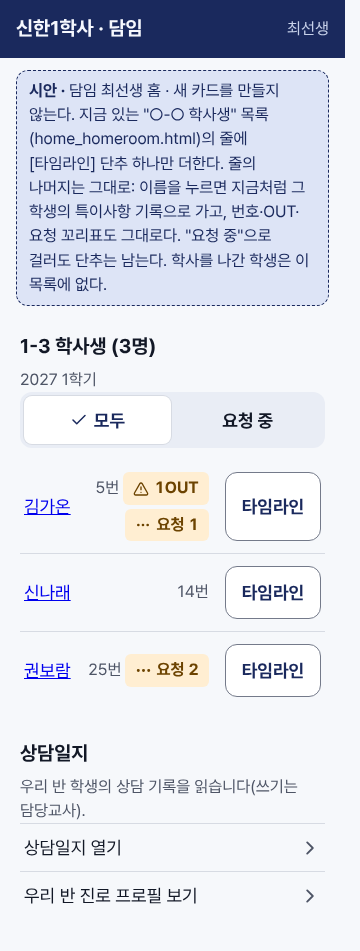 신한1학사 · 담임
최선생
시안 · 담임 최선생 홈 · 새 카드를 만들지
않는다. 지금 있는 "○-○ 학사생" 목록
(home_homeroom.html)의 줄에
[타임라인] 단추 하나만 더한다. 줄의
나머지는 그대로: 이름을 누르면 지금처럼 그
학생의 특이사항 기록으로 가고, 번호·OUT·
요청 꼬리표도 그대로다. "요청 중"으로
걸러도 단추는 남는다. 학사를 나간 학생은 이
목록에 없다.
1-3 학사생 (3명)
2027 1학기
모두
요청 중
김가온
5번
1OUT
요청 1
타임라인
신나래
14번
타임라인
권보람
25번
요청 2
타임라인
상담일지
우리 반 학생의 상담 기록을 읽습니다(쓰기는
담당교사).
상담일지 열기
우리 반 진로 프로필 보기